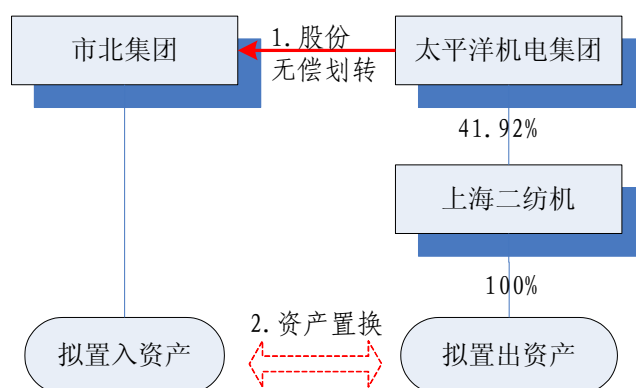 市北集团
1.股份
无偿划转
太平洋机电集团
41.92%
上海二纺机
100%
拟置入资产
2.资产置换
拟置出资产